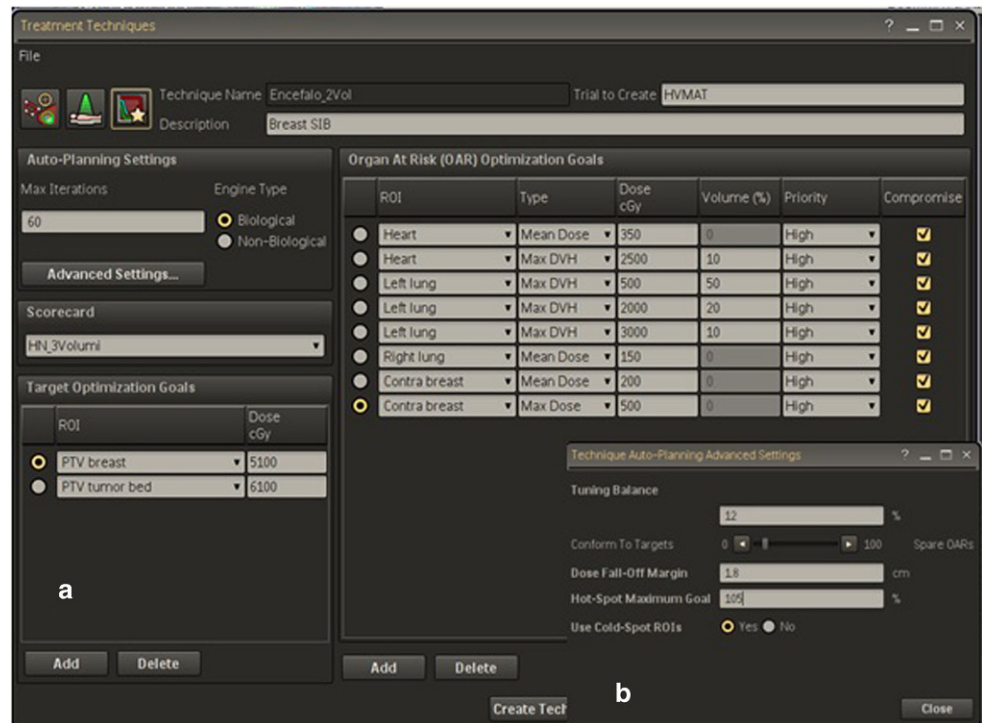 Treatment Techniques
File
Technique Name Encefalo_2Vol Trial to Create HVMAT
Description Breast SIB
Auto-Planning Settings
Max Iterations Engine Type
60 Biological
Non-Biological
Advanced Settings...
Scorecard
HN_3Volumi
Target Optimization Goals
ROI Dose cGy
PTV breast 5100
PTV tumor bed 6100
a
Add Delete
Organ At Risk (OAR) Optimization Goals
ROI Type Dose cGy Volume (%) Priority Compromise
Heart Mean Dose 350 0 High
Heart Max DVH 2500 10 High
Left lung Max DVH 500 50 High
Left lung Max DVH 2000 20 High
Left lung Max DVH 3000 10 High
Right lung Mean Dose 150 0 High
Contra breast Mean Dose 200 0 High
Contra breast Max Dose 500 0 High
Add Delete
Create Tech
Technique Auto-Planning Advanced Settings
Tuning Balance
12 %
Conform To Targets 0 100 Spare OARs
Dose Fall-Off Margin 1.8 cm
Hot-Spot Maximum Goal 105 %
Use Cold-Spot ROIs Yes No
b
Close